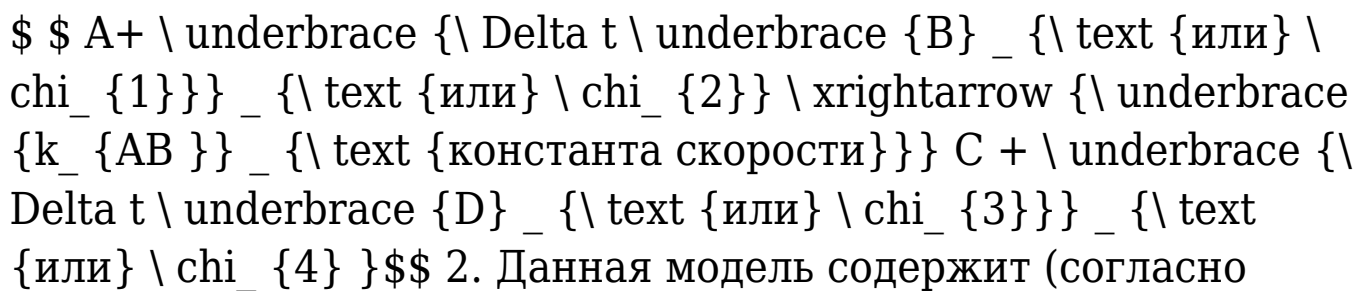 $ $ A+ \ underbrace {\ Delta t \ underbrace {B} _ {\ text {или} \
chi_ {1}}} _ {\ text {или} \ chi_ {2}} \ xrightarrow {\ underbrace
{k_ {AB }} _ {\ text {константа скорости}}} C + \ underbrace {\
Delta t \ underbrace {D} _ {\ text {или} \ chi_ {3}}} _ {\ text
{или} \ chi_ {4} }$$ 2. Данная модель содержит (согласно